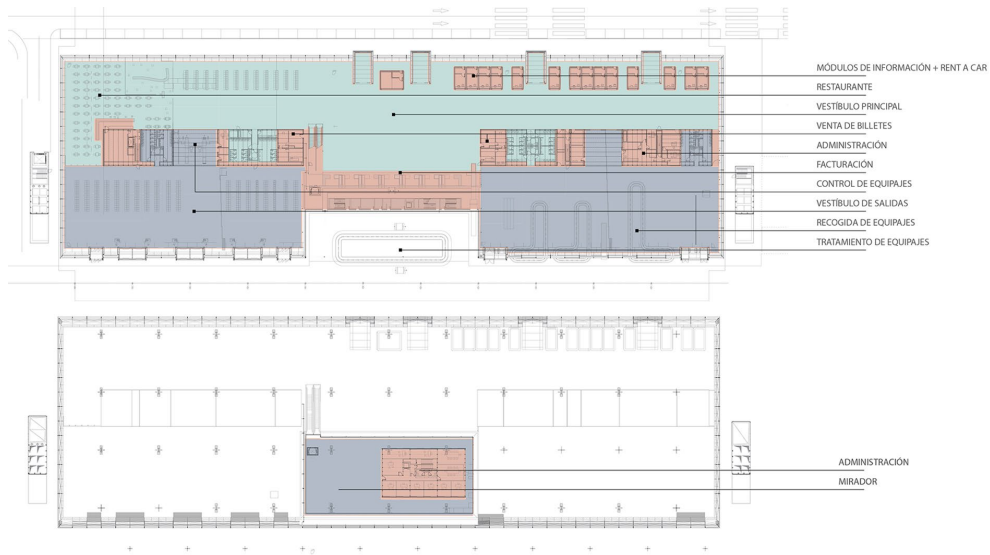 MÓDULOS DE INFORMACIÓN + RENT A CAR
RESTAURANTE
VESTÍBULO PRINCIPAL
VENTA DE BILLETES
ADMINISTRACIÓN
FACTURACIÓN
CONTROL DE EQUIPAJES
VESTÍBULO DE SALIDAS
RECOGIDA DE EQUIPAJES
TRATAMIENTO DE EQUIPAJES
ADMINISTRACIÓN
MIRADOR